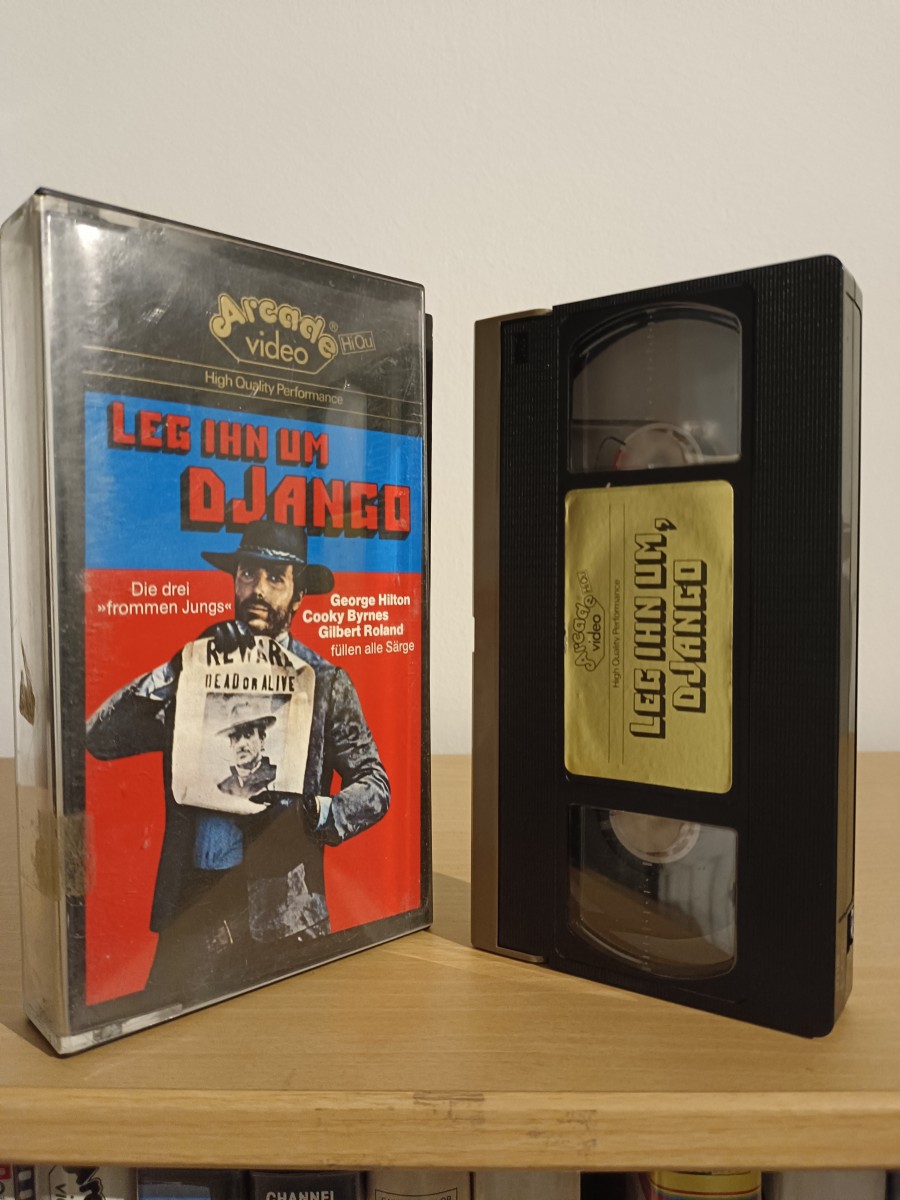 Arcade®
video
HiQu
High Quality Performance
LEG IHN UM
DJANGO
Die drei
»frommen Jungs«
George Hilton
Cooky Byrnes
Gilbert Roland
füllen alle Särge
REWARD
DEAD OR ALIVE
Arcade
video
High Quality Performance
LEG IHN UM,
DJANGO
CHANNEL